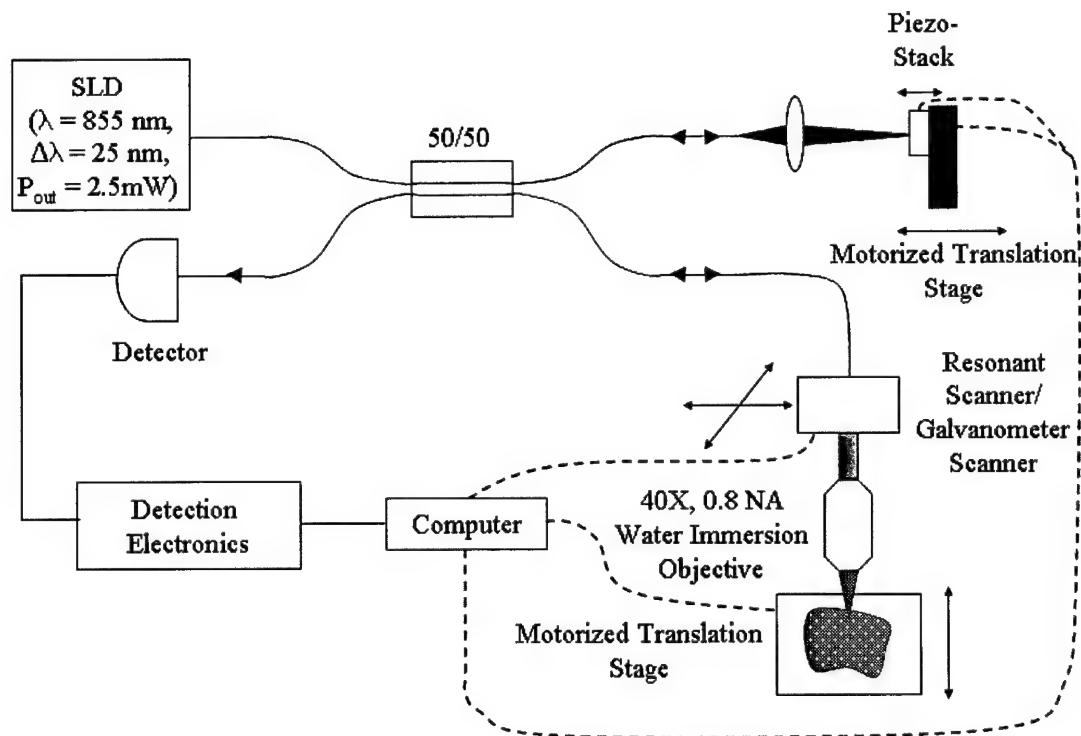 Piezo-
Stack
SLD
(λ = 855 nm,
Δλ = 25 nm,
Pout = 2.5mW)
50/50
Motorized Translation
Stage
Detector
Resonant
Scanner/
Galvanometer
Scanner
40X, 0.8 NA
Water Immersion
Objective
Detection
Electronics
Computer
Motorized Translation
Stage